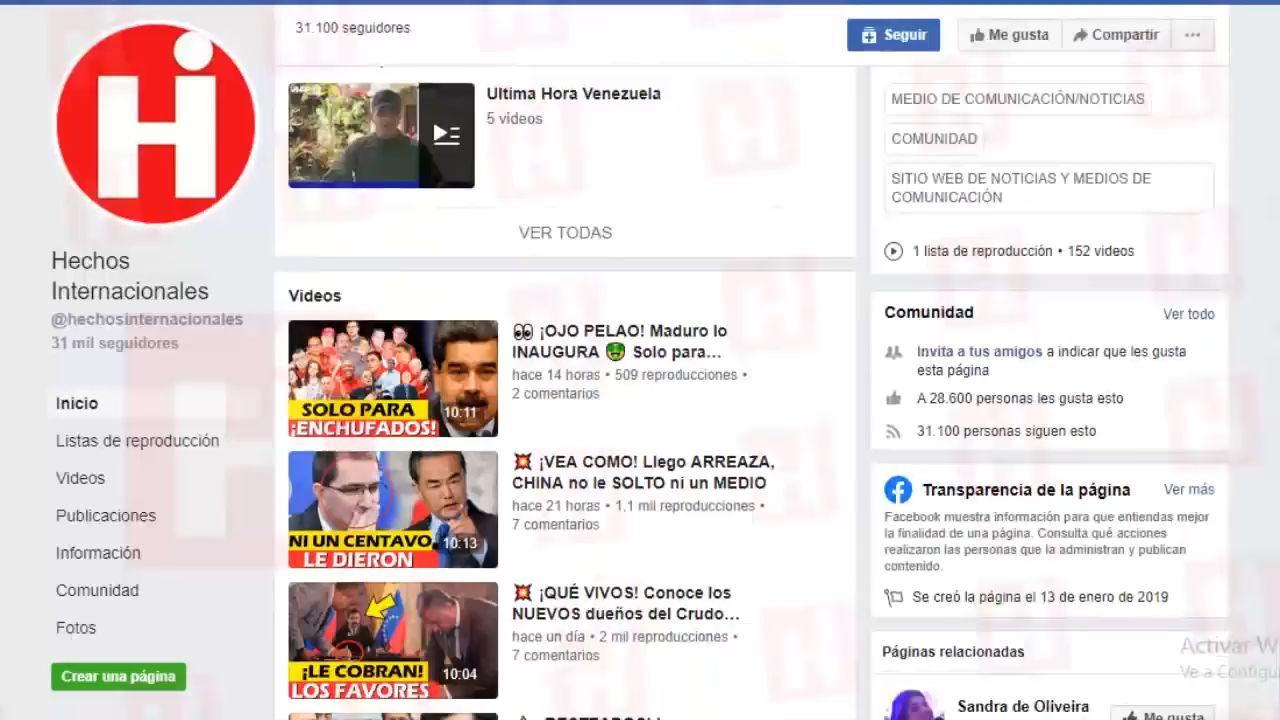 31.100 seguidores
Seguir
Me gusta
Compartir
Hi
Hechos
Internacionales
@hechosinternacionales
31 mil seguidores
Inicio
Listas de reproducción
Videos
Publicaciones
Información
Comunidad
Fotos
Crear una página
Ultima Hora Venezuela
5 videos
VER TODAS
Videos
SOLO PARA
¡ENCHUFADOS!
10:11
¡OJO PELAO! Maduro lo
INAUGURA Solo para...
hace 14 horas • 509 reproducciones •
2 comentarios
NI UN CENTAVO
LE DIERON
10:13
¡VEA COMO! Llego ARREAZA,
CHINA no le SOLTO ni un MEDIO
hace 21 horas • 1,1 mil reproducciones •
7 comentarios
¡LE COBRAN!
LOS FAVORES
10:04
¡QUÉ VIVOS! Conoce los
NUEVOS dueños del Crudo...
hace un día • 2 mil reproducciones •
7 comentarios
MEDIO DE COMUNICACIÓN/NOTICIAS
COMUNIDAD
SITIO WEB DE NOTICIAS Y MEDIOS DE
COMUNICACIÓN
1 lista de reproducción • 152 videos
Comunidad
Ver todo
Invita a tus amigos a indicar que les gusta
esta página
A 28.600 personas les gusta esto
31.100 personas siguen esto
Transparencia de la página
Ver más
Facebook muestra información para que entiendas mejor
la finalidad de una página. Consulta qué acciones
realizaron las personas que la administran y publican
contenido.
Se creó la página el 13 de enero de 2019
Páginas relacionadas
Activar W
Ve a Configu
Sandra de Oliveira
Me gusta